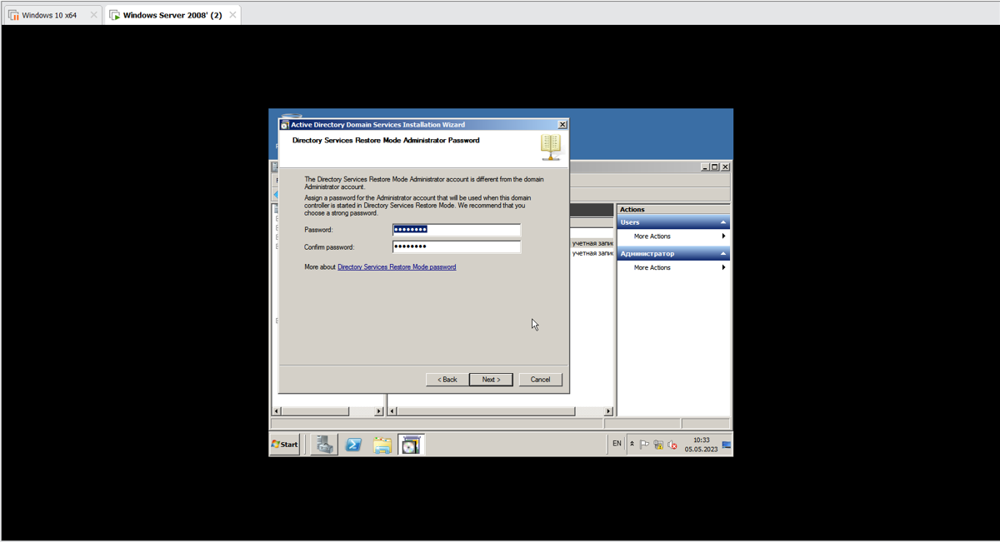 Windows 10 x64
Windows Server 2008' (2)
Active Directory Domain Services Installation Wizard
Directory Services Restore Mode Administrator Password
The Directory Services Restore Mode Administrator account is different from the domain
Administrator account.
Assign a password for the Administrator account that will be used when this domain
controller is started in Directory Services Restore Mode. We recommend that you
choose a strong password.
Password:
Confirm password:
More about Directory Services Restore Mode password
< Back
Next >
Cancel
учетная запи
учетная запи
Actions
Users
More Actions
Администратор
More Actions
Start
EN
10:33
05.05.2023